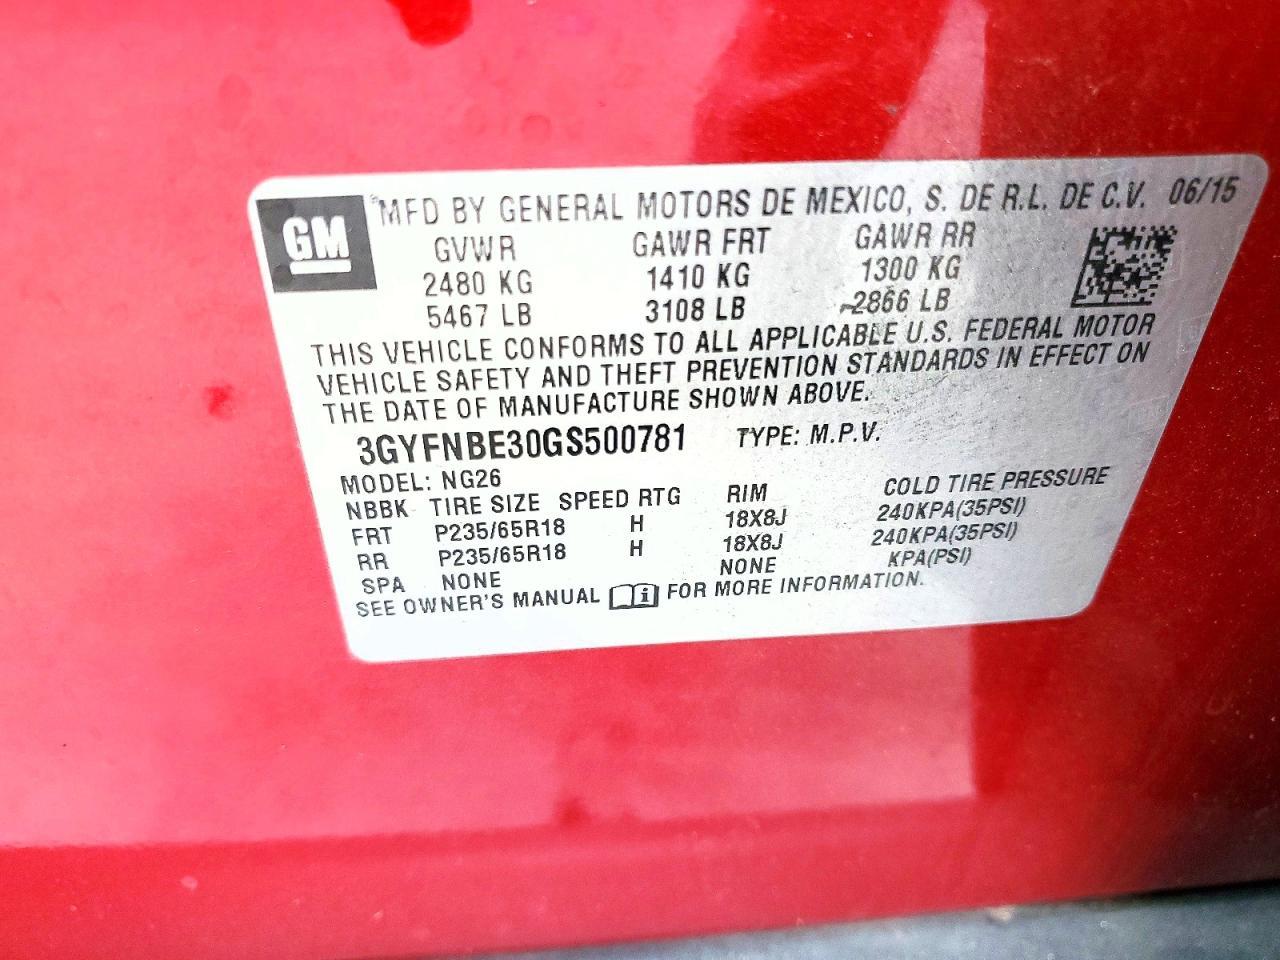 GM
MFD BY GENERAL MOTORS DE MEXICO, S. DE R.L. DE C.V. 06/15
GVWR GAWR FRT GAWR RR
2480 KG 1410 KG 1300 KG
5467 LB 3108 LB 2866 LB
THIS VEHICLE CONFORMS TO ALL APPLICABLE U.S. FEDERAL MOTOR
VEHICLE SAFETY AND THEFT PREVENTION STANDARDS IN EFFECT ON
THE DATE OF MANUFACTURE SHOWN ABOVE.
3GYFNBE30GS500781 TYPE: M.P.V.
MODEL: NG26
NBBK TIRE SIZE SPEED RTG RIM COLD TIRE PRESSURE
FRT P235/65R18 H 18X8J 240KPA(35PSI)
RR P235/65R18 H 18X8J 240KPA(35PSI)
SPA NONE NONE KPA(PSI)
SEE OWNER'S MANUAL i FOR MORE INFORMATION.